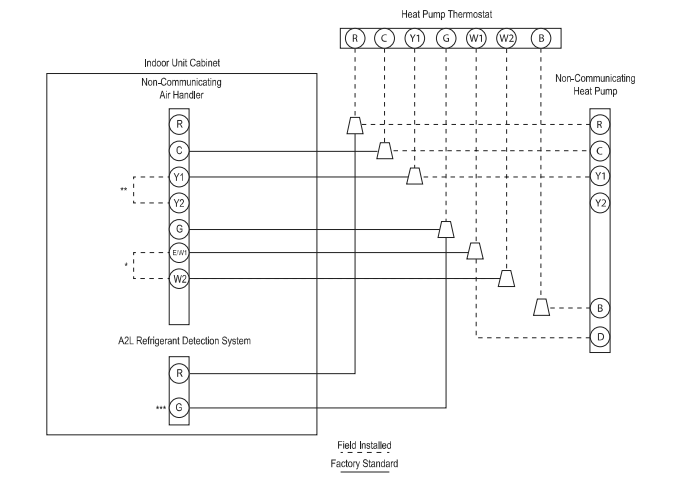 Heat Pump Thermostat
R C Y1 G W1 W2 B
Indoor Unit Cabinet
Non-Communicating
Air Handler
R
C
Y1
**
Y2
G
E/W1
*
W2
A2L Refrigerant Detection System
R
*** G
Non-Communicating
Heat Pump
R
C
Y1
Y2
B
D
Field Installed
Factory Standard